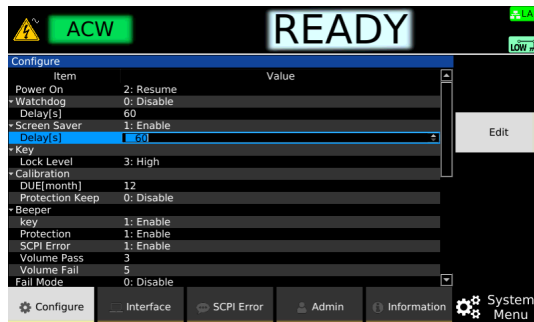 ACW
READY
LA
LOW
Configure
Item Value
Power On 2: Resume
Watchdog 0: Disable
Delay[s] 60
Screen Saver 1: Enable
Delay[s] 60
Key
Lock Level 3: High
Calibration
DUE[month] 12
Protection Keep 0: Disable
Beeper
key 1: Enable
Protection 1: Enable
SCPI Error 1: Enable
Volume Pass 3
Volume Fail 5
Fail Mode 0: Disable
Edit
Configure Interface SCPI Error Admin Information System
Menu